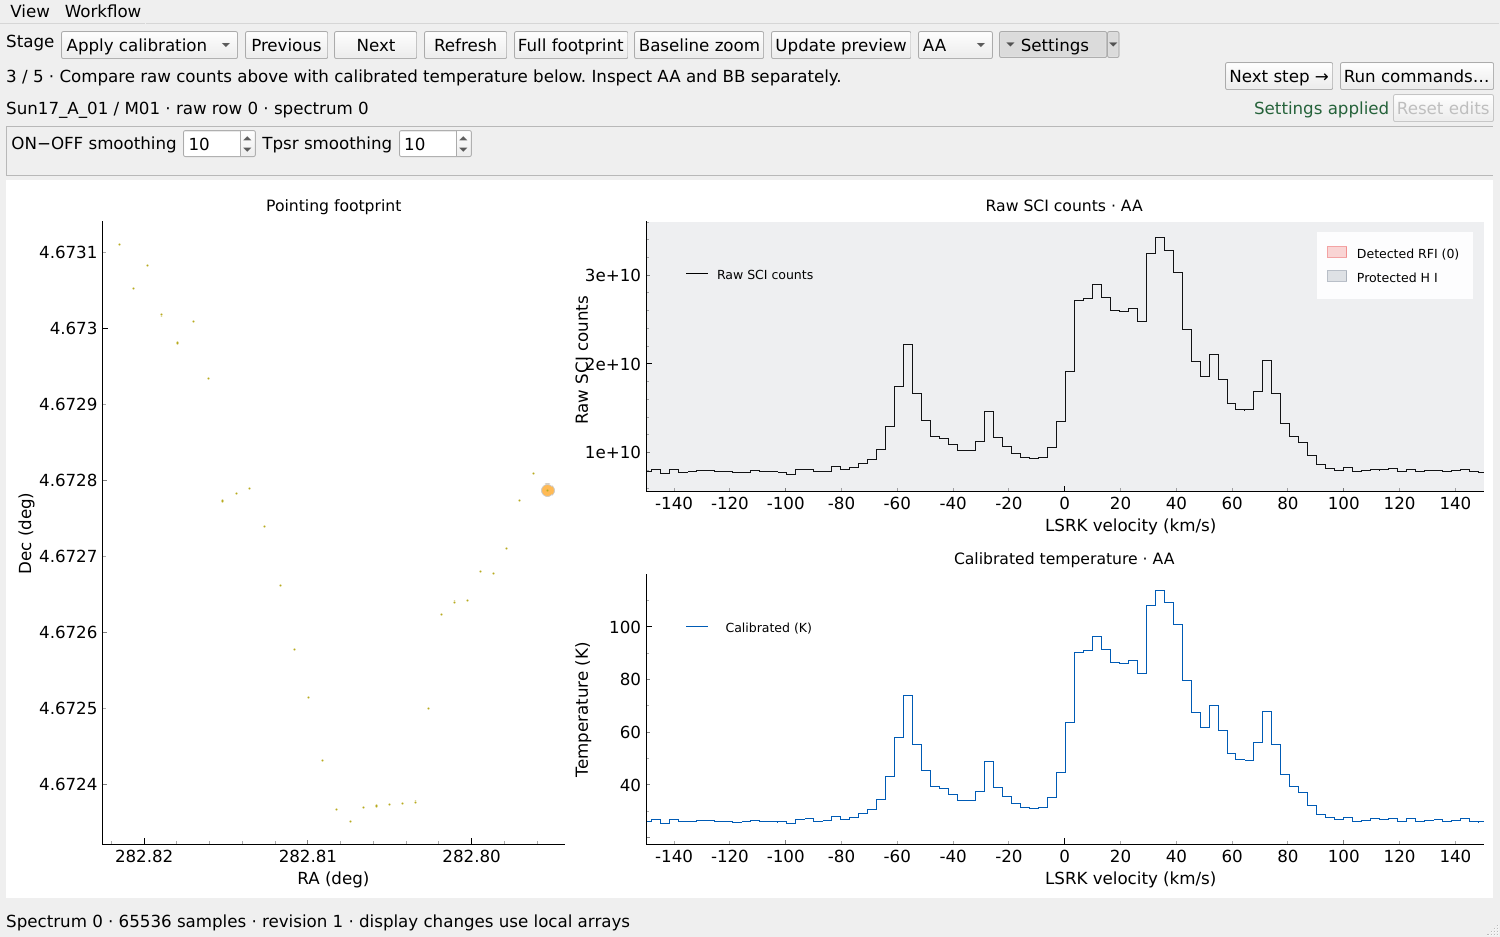 View Workflow
Stage Apply calibration Previous Next Refresh Full footprint Baseline zoom Update preview AA Settings
3 / 5 · Compare raw counts above with calibrated temperature below. Inspect AA and BB separately. Next step → Run commands...
Sun17_A_01 / M01 · raw row 0 · spectrum 0 Settings applied Reset edits
ON−OFF smoothing 10 Tpsr smoothing 10
Pointing footprint
4.6731
4.673
4.6729
4.6728
4.6727
4.6726
4.6725
4.6724
Dec (deg)
282.82 282.81 282.80
RA (deg)
Raw SCI counts · AA
Raw SCI counts
Detected RFI (0)
Protected H I
3e+10
2e+10
1e+10
Raw SCI counts
-140 -120 -100 -80 -60 -40 -20 0 20 40 60 80 100 120 140
LSRK velocity (km/s)
Calibrated temperature · AA
Calibrated (K)
100
80
60
40
Temperature (K)
-140 -120 -100 -80 -60 -40 -20 0 20 40 60 80 100 120 140
LSRK velocity (km/s)
Spectrum 0 · 65536 samples · revision 1 · display changes use local arrays